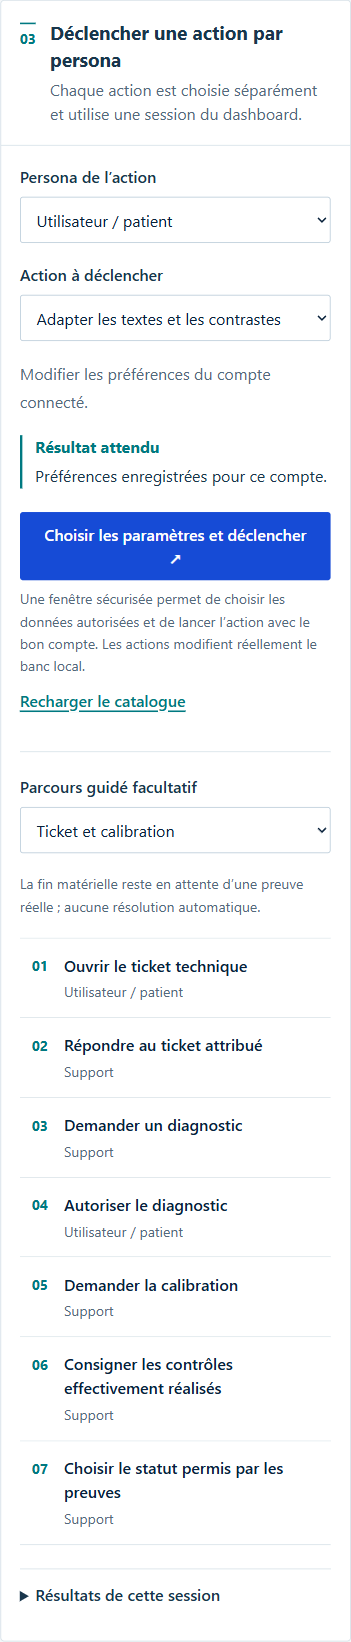 03
Déclencher une action par
persona
Chaque action est choisie séparément
et utilise une session du dashboard.
Persona de l’action
Utilisateur / patient
Action à déclencher
Adapter les textes et les contrastes
Modifier les préférences du compte
connecté.
Résultat attendu
Préférences enregistrées pour ce compte.
Choisir les paramètres et déclencher
↗
Une fenêtre sécurisée permet de choisir les
données autorisées et de lancer l’action avec le
bon compte. Les actions modifient réellement le
banc local.
Recharger le catalogue
Parcours guidé facultatif
Ticket et calibration
La fin matérielle reste en attente d’une preuve
réelle ; aucune résolution automatique.
01 Ouvrir le ticket technique
Utilisateur / patient
02 Répondre au ticket attribué
Support
03 Demander un diagnostic
Support
04 Autoriser le diagnostic
Utilisateur / patient
05 Demander la calibration
Support
06 Consigner les contrôles
effectivement réalisés
Support
07 Choisir le statut permis par les
preuves
Support
▶ Résultats de cette session